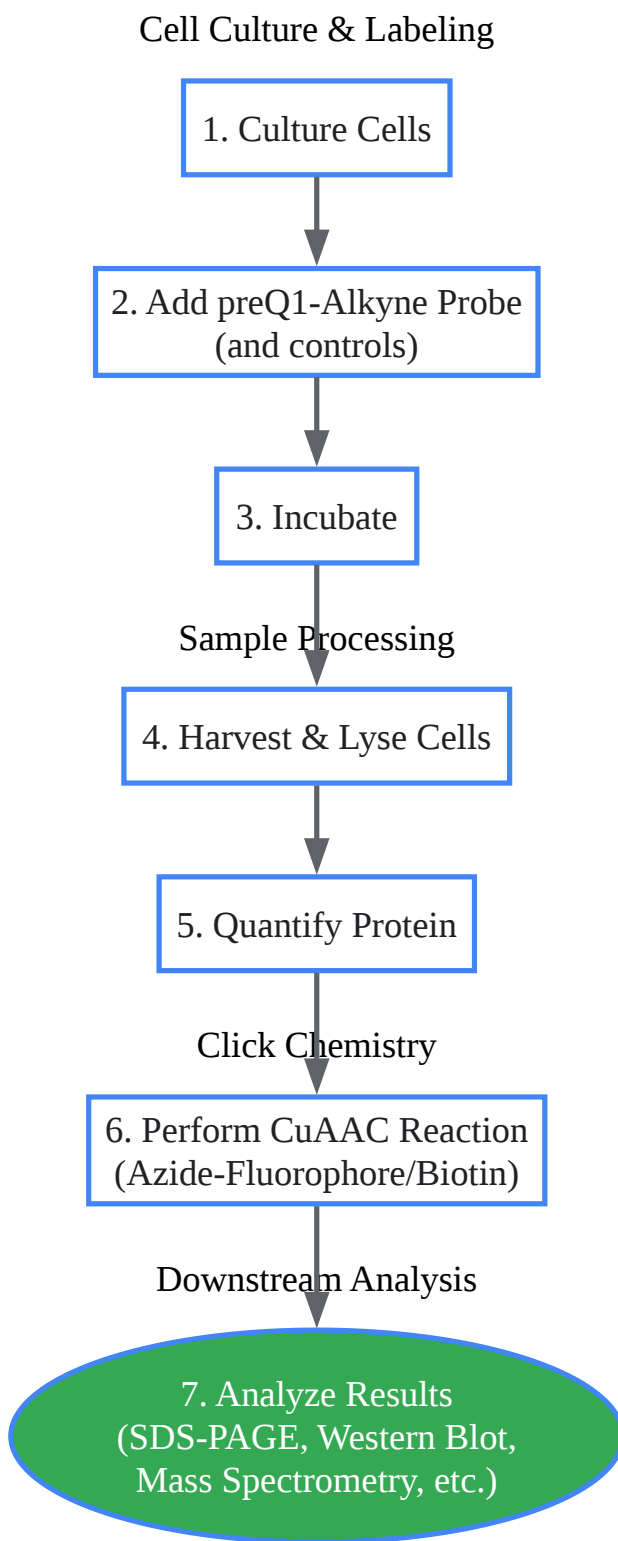 Cell Culture & Labeling
1. Culture Cells
2. Add preQ1-Alkyne Probe
(and controls)
3. Incubate
Sample Processing
4. Harvest & Lyse Cells
5. Quantify Protein
Click Chemistry
6. Perform CuAAC Reaction
(Azide-Fluorophore/Biotin)
Downstream Analysis
7. Analyze Results
(SDS-PAGE, Western Blot,
Mass Spectrometry, etc.)